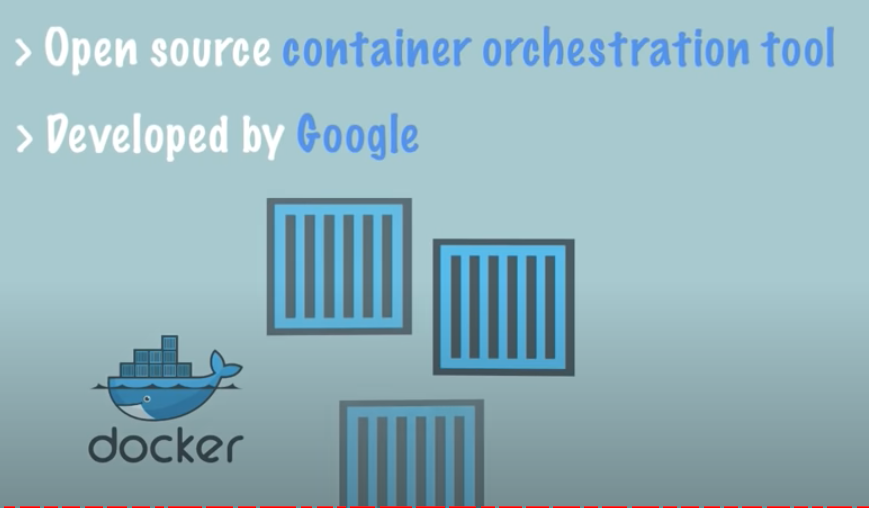 > Open source container orchestration tool
> Developed by Google
docker